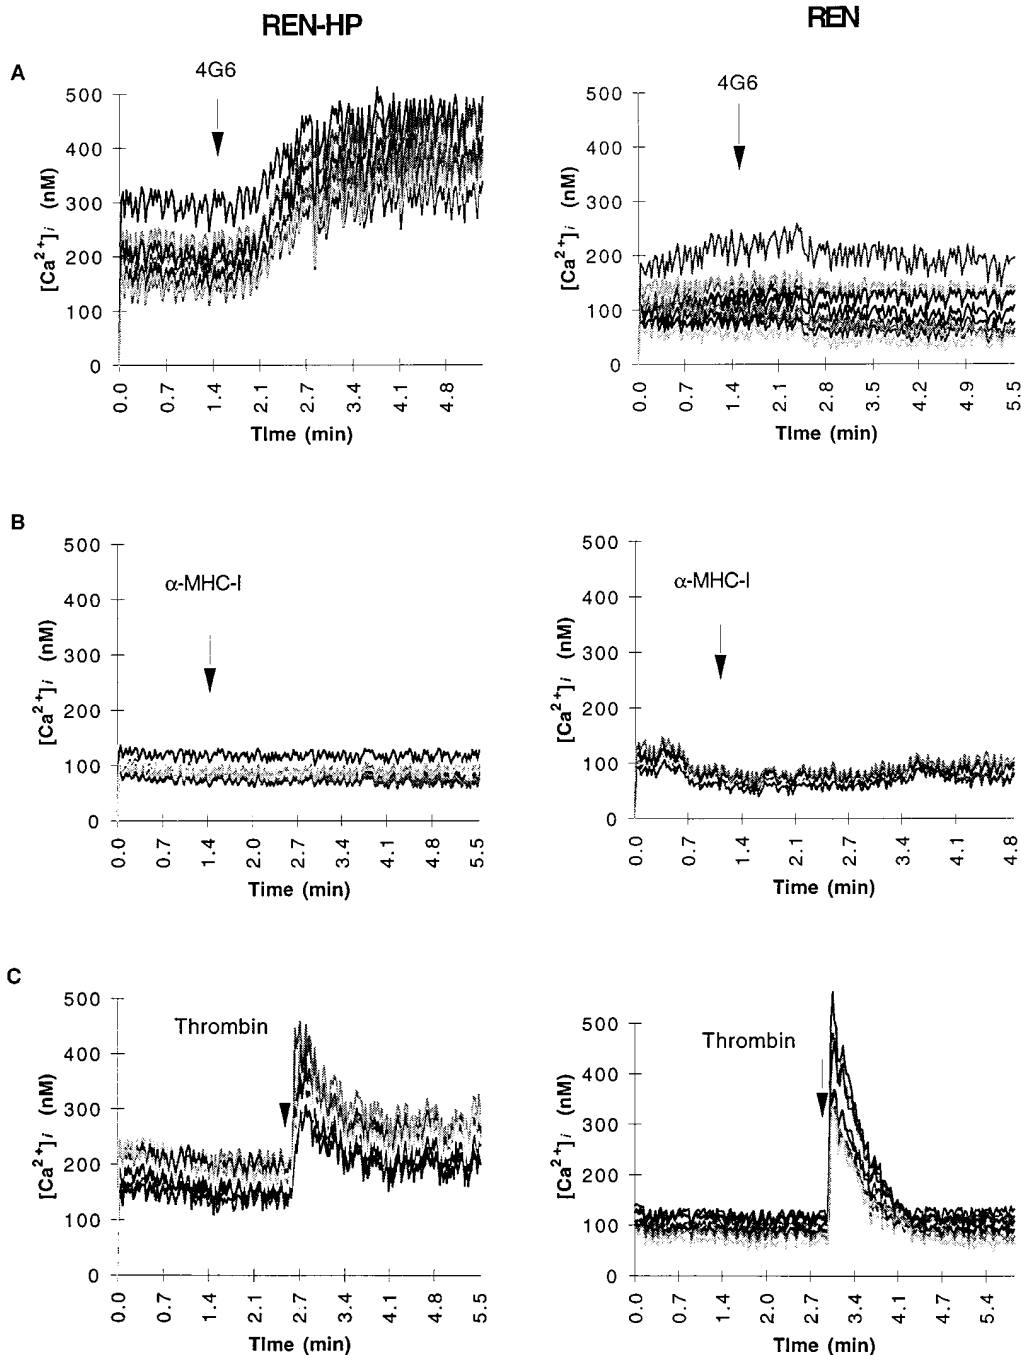 REN-HP
REN
A
4G6
[Ca2+]i (nM)
500
400
300
200
100
0
0.0 0.7 1.4 2.1 2.7 3.4 4.1 4.8
TIme (min)
4G6
[Ca2+]i (nM)
500
400
300
200
100
0
0.0 0.7 1.4 2.1 2.8 3.5 4.2 4.9 5.5
TIme (min)
B
α-MHC-I
[Ca2+]i (nM)
500
400
300
200
100
0
0.0 0.7 1.4 2.0 2.7 3.4 4.1 4.8 5.5
Time (min)
α-MHC-I
[Ca2+]i (nM)
500
400
300
200
100
0
0.0 0.7 1.4 2.1 2.7 3.4 4.1 4.8
Time (min)
C
Thrombin
[Ca2+]i (nM)
500
400
300
200
100
0
0.0 0.7 1.4 2.1 2.7 3.4 4.1 4.8 5.5
TIme (min)
Thrombin
[Ca2+]i (nM)
500
400
300
200
100
0
0.0 0.7 1.4 2.0 2.7 3.4 4.1 4.7 5.4
TIme (min)